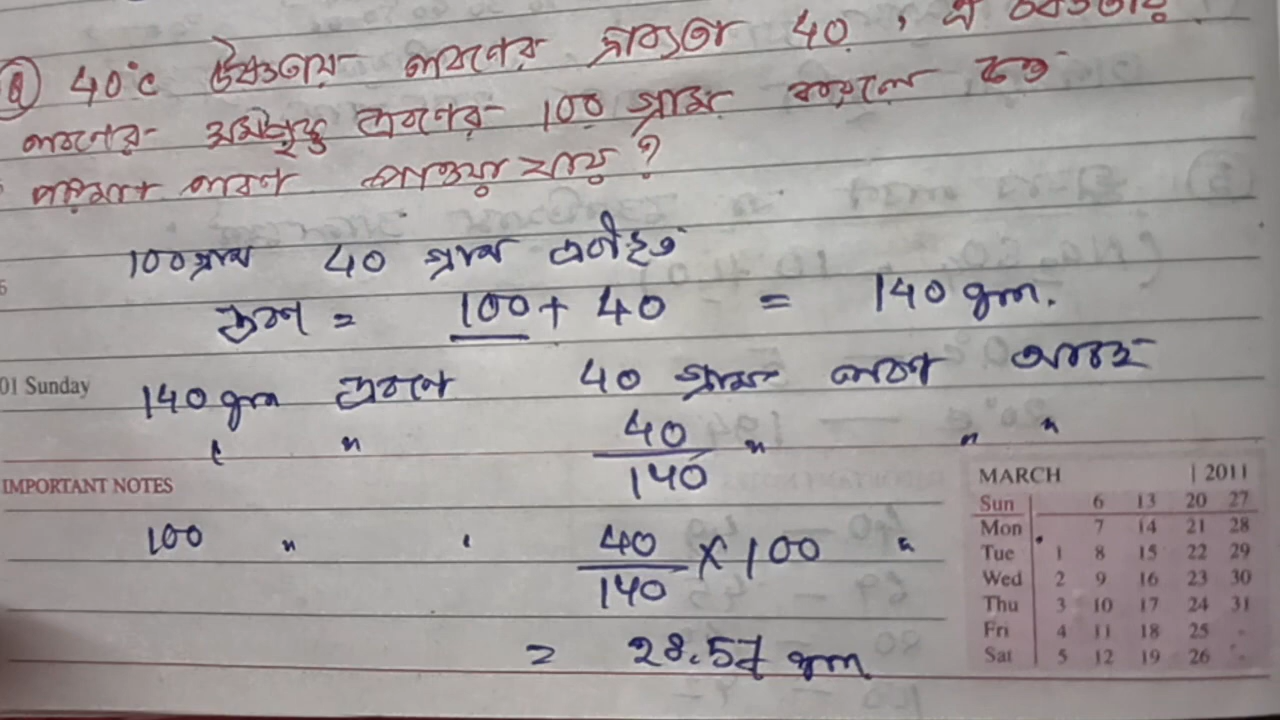 40°c উষ্ণতায় লবণের দ্রাব্যতা 40, ঐ উষ্ণতায়
লবণের সম্পৃক্ত দ্রবণের 100 গ্রাম করলে কত
পরিমাণ লবণ পাওয়া যায়?
100গ্রাম 40 গ্রাম দ্রবীভূত
দ্রবণ = 100 + 40 = 140 gm.
01 Sunday
140 gm দ্রবণে 40 গ্রাম লবণ আছে
1 " 40/140 " " "
IMPORTANT NOTES
100 " " 40/140 × 100 "
= 28.57 gm.
MARCH | 2011
Sun 6 13 20 27
Mon 7 14 21 28
Tue 1 8 15 22 29
Wed 2 9 16 23 30
Thu 3 10 17 24 31
Fri 4 11 18 25
Sat 5 12 19 26